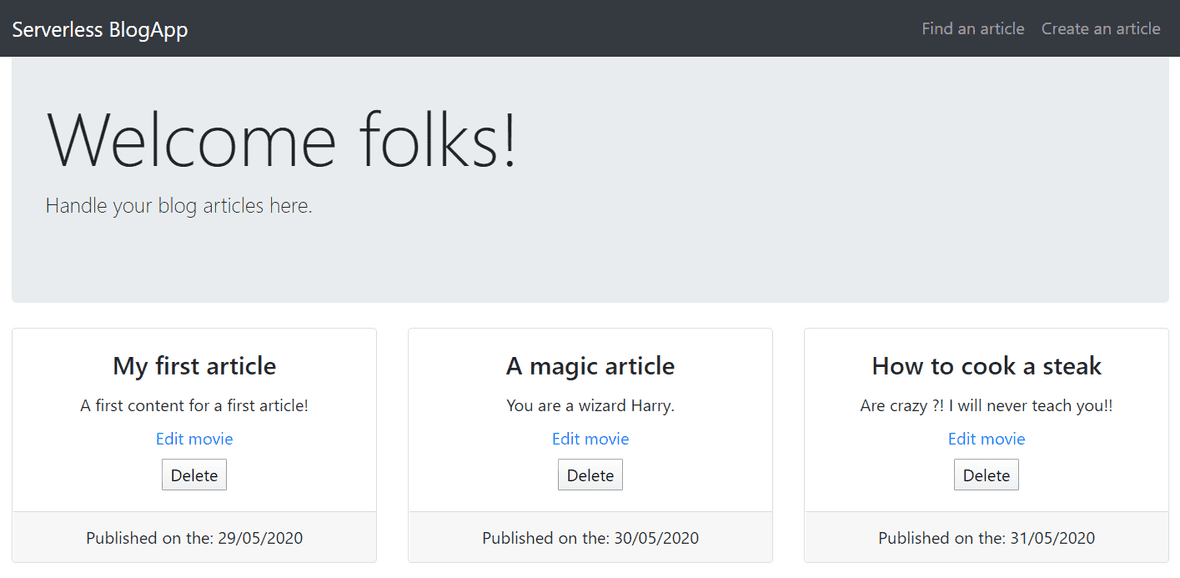 Serverless BlogApp
Find an article
Create an article
Welcome folks!
Handle your blog articles here.
My first article
A first content for a first article!
Edit movie
Delete
Published on the: 29/05/2020
A magic article
You are a wizard Harry.
Edit movie
Delete
Published on the: 30/05/2020
How to cook a steak
Are crazy ?! I will never teach you!!
Edit movie
Delete
Published on the: 31/05/2020